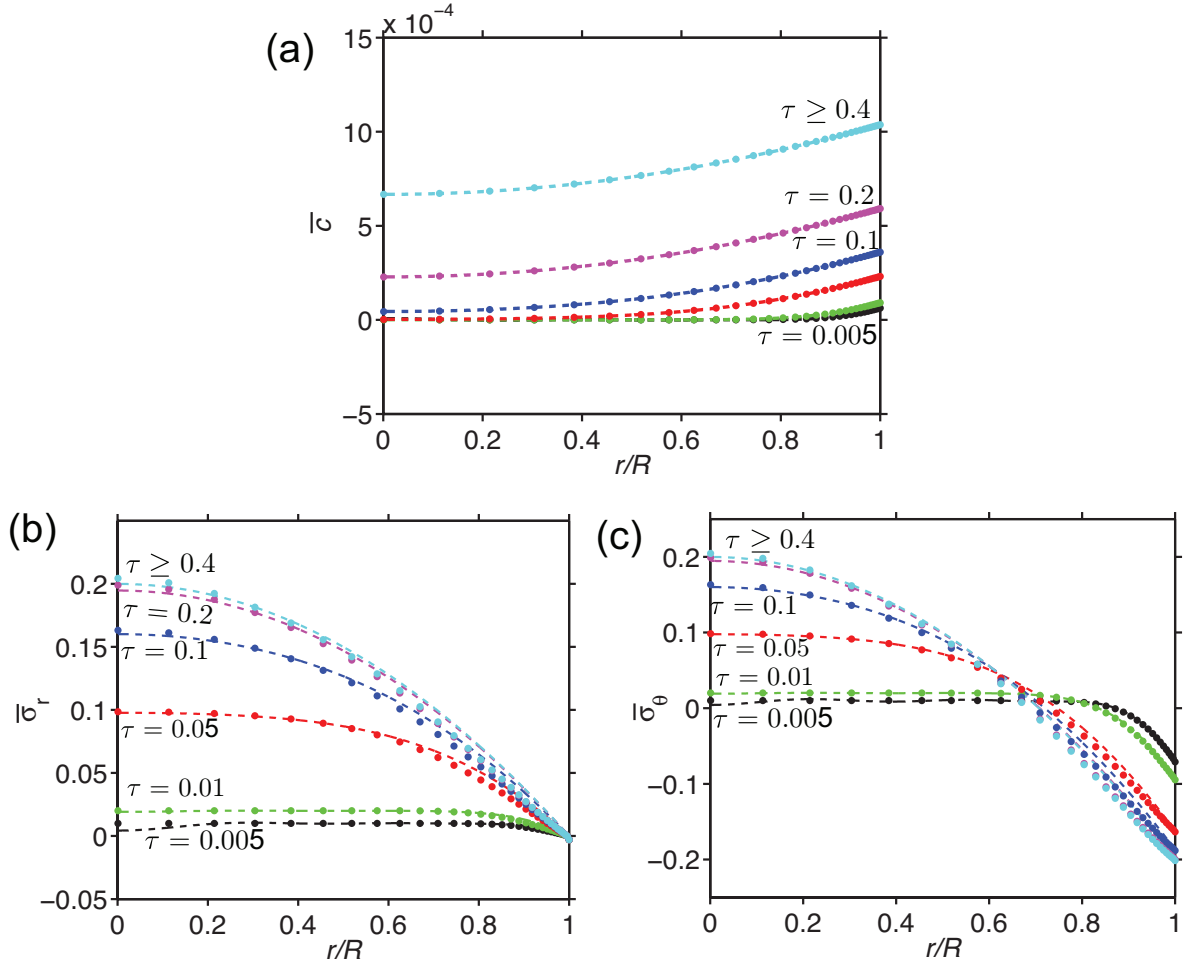 (a)
x 10⁻⁴
15
10
5
0
−5
c̅
τ ≥ 0.4
τ = 0.2
τ = 0.1
τ = 0.005
0 0.2 0.4 0.6 0.8 1
r/R
(b)
0.2
0.15
0.1
0.05
0
−0.05
σ̅_r
τ ≥ 0.4
τ = 0.2
τ = 0.1
τ = 0.05
τ = 0.01
τ = 0.005
0 0.2 0.4 0.6 0.8 1
r/R
(c)
0.2
0.1
0
−0.1
−0.2
σ̅_θ
τ ≥ 0.4
τ = 0.1
τ = 0.05
τ = 0.01
τ = 0.005
0 0.2 0.4 0.6 0.8 1
r/R